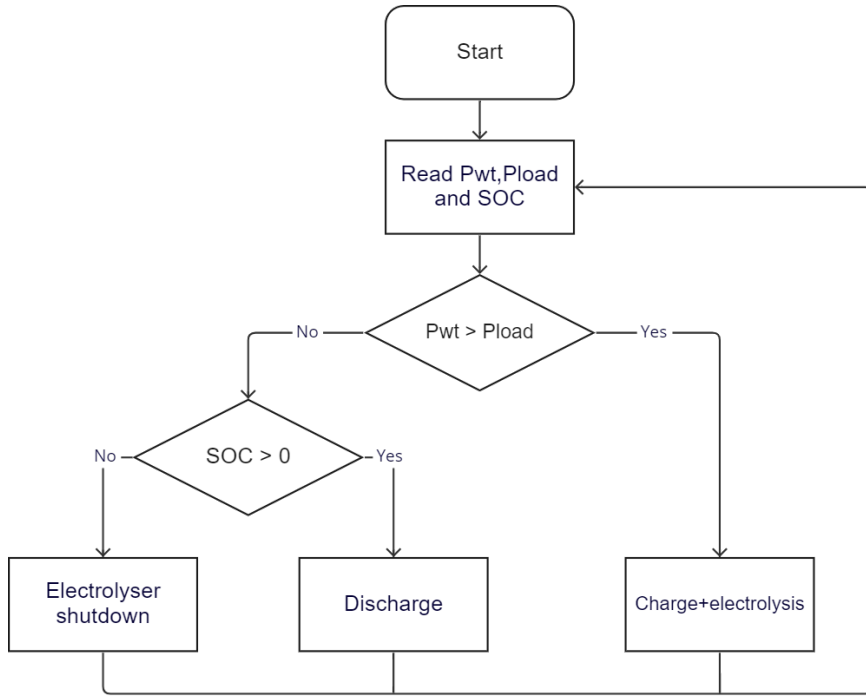 Start
Read Pwt,Pload
and SOC
Pwt > Pload
No
Yes
SOC > 0
No
Yes
Electrolyser
shutdown
Discharge
Charge+electrolysis